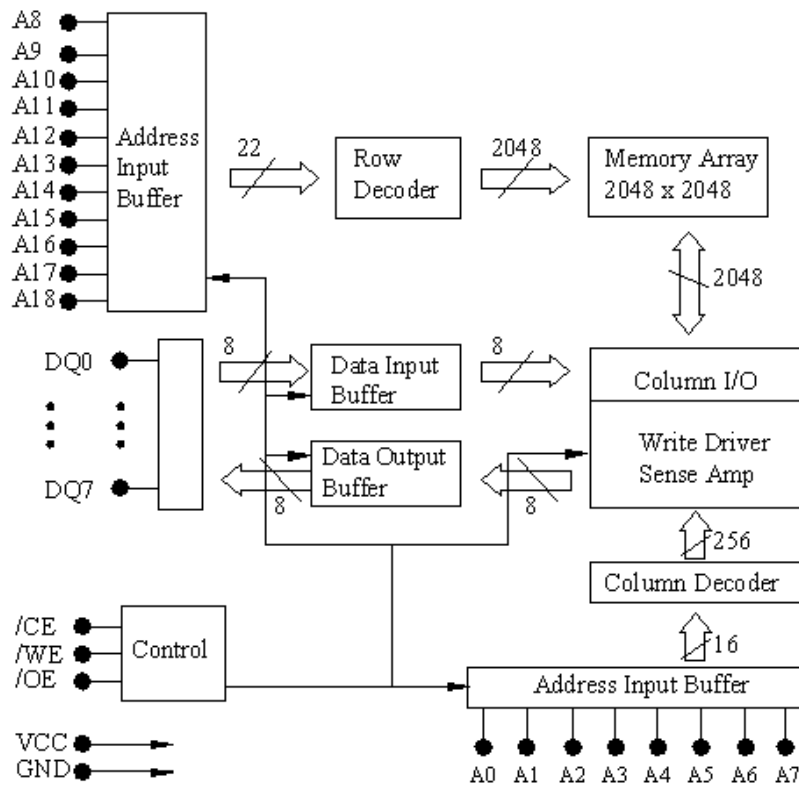 A8
A9
A10
A11
A12
A13
A14
A15
A16
A17
A18
Address
Input
Buffer
22
Row
Decoder
2048
Memory Array
2048 x 2048
2048
DQ0
DQ7
8
Data Input
Buffer
8
Column I/O
Data Output
Buffer
8
8
Write Driver
Sense Amp
256
Column Decoder
16
/CE
/WE
/OE
Control
Address Input Buffer
VCC
GND
A0 A1 A2 A3 A4 A5 A6 A7